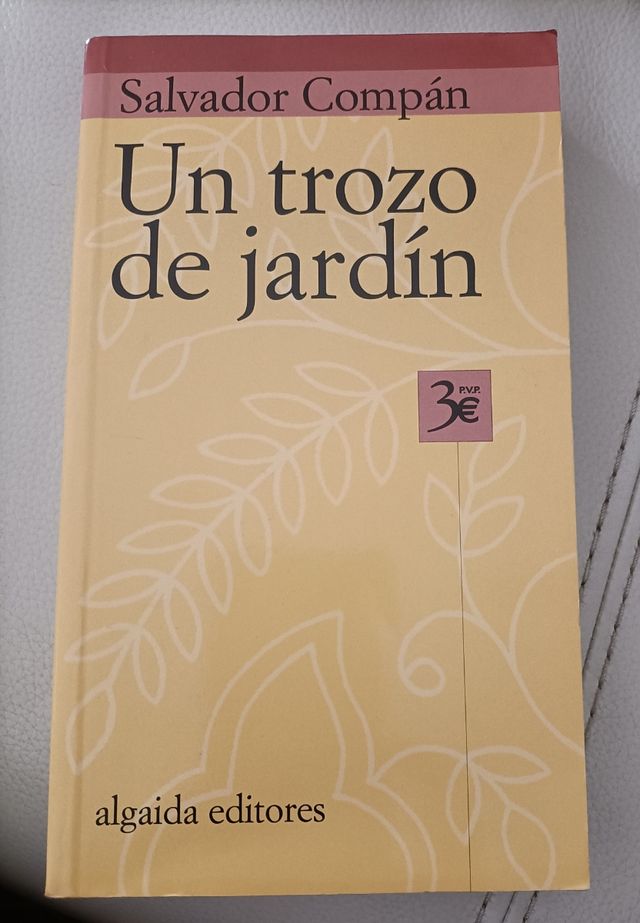 Salvador Compán
Un trozo
de jardín
P.V.P.
3€
algaida editores